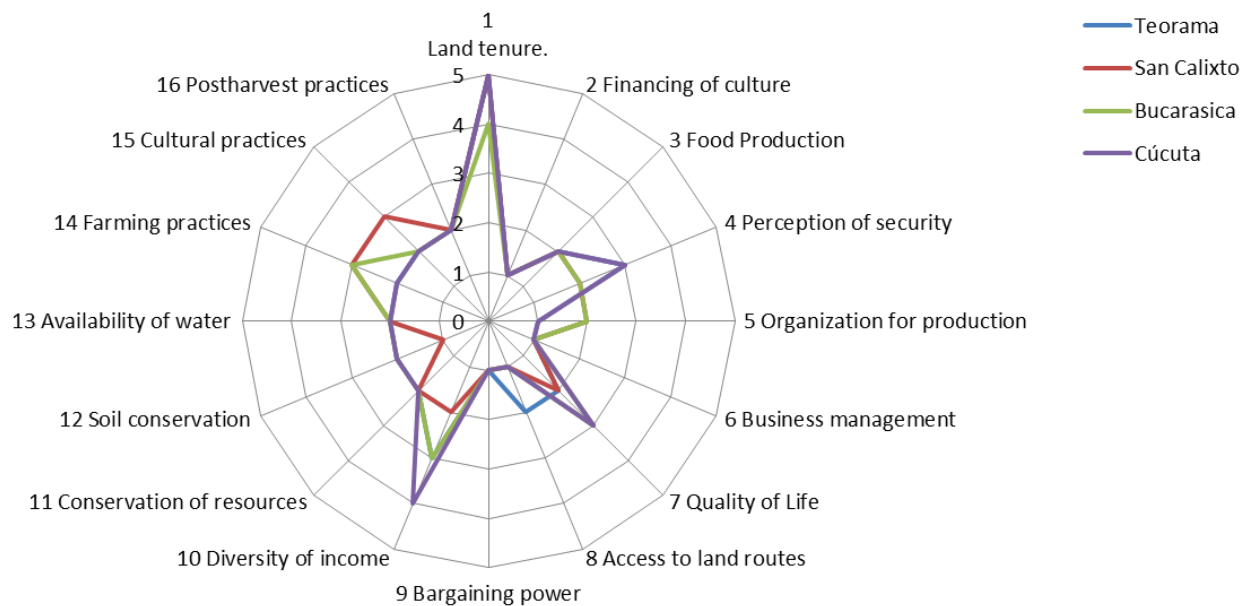 1
Land tenure.
2 Financing of culture
3 Food Production
4 Perception of security
5 Organization for production
6 Business management
7 Quality of Life
8 Access to land routes
9 Bargaining power
10 Diversity of income
11 Conservation of resources
12 Soil conservation
13 Availability of water
14 Farming practices
15 Cultural practices
16 Postharvest practices
5
4
3
2
1
0
Teorama
San Calixto
Bucarasica
Cúcuta